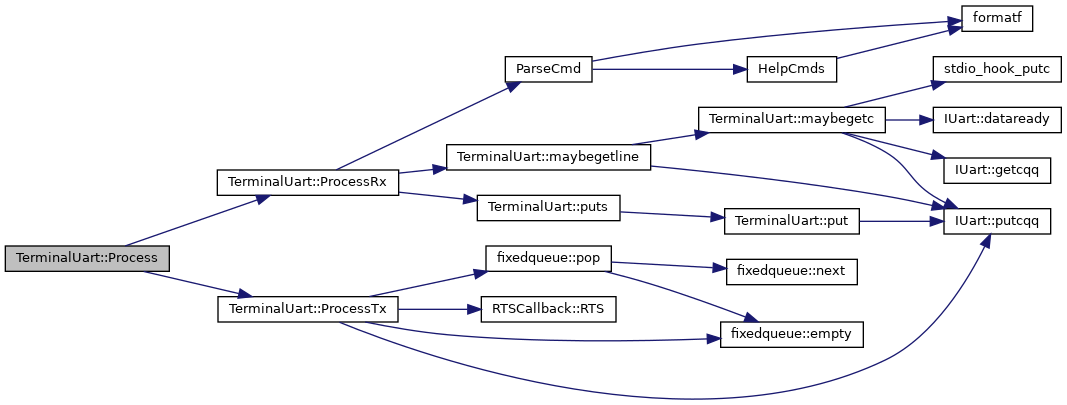 formatf
ParseCmd
HelpCmds
stdio_hook_putc
TerminalUart::maybegetc
IUart::dataready
TerminalUart::maybegetline
IUart::getcqq
TerminalUart::ProcessRx
TerminalUart::puts
TerminalUart::put
IUart::putcqq
TerminalUart::Process
fixedqueue::pop
fixedqueue::next
TerminalUart::ProcessTx
RTSCallback::RTS
fixedqueue::empty